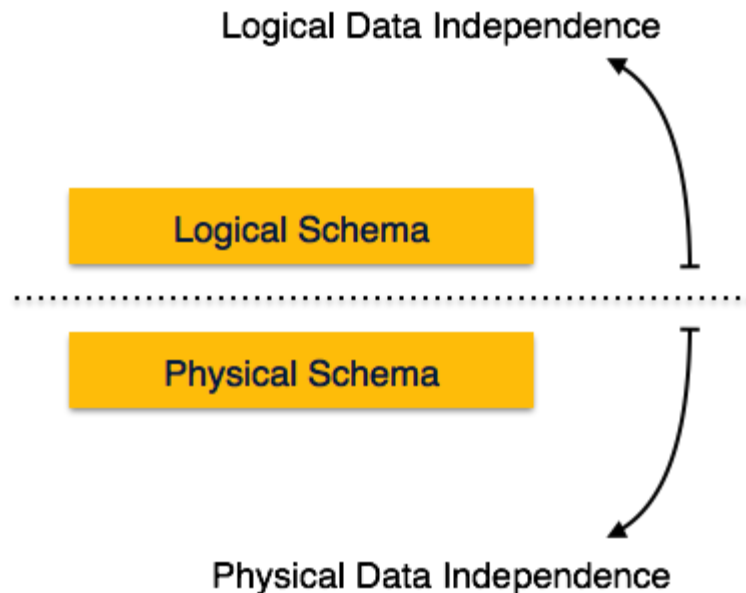 Logical Data Independence
Logical Schema
Physical Schema
Physical Data Independence